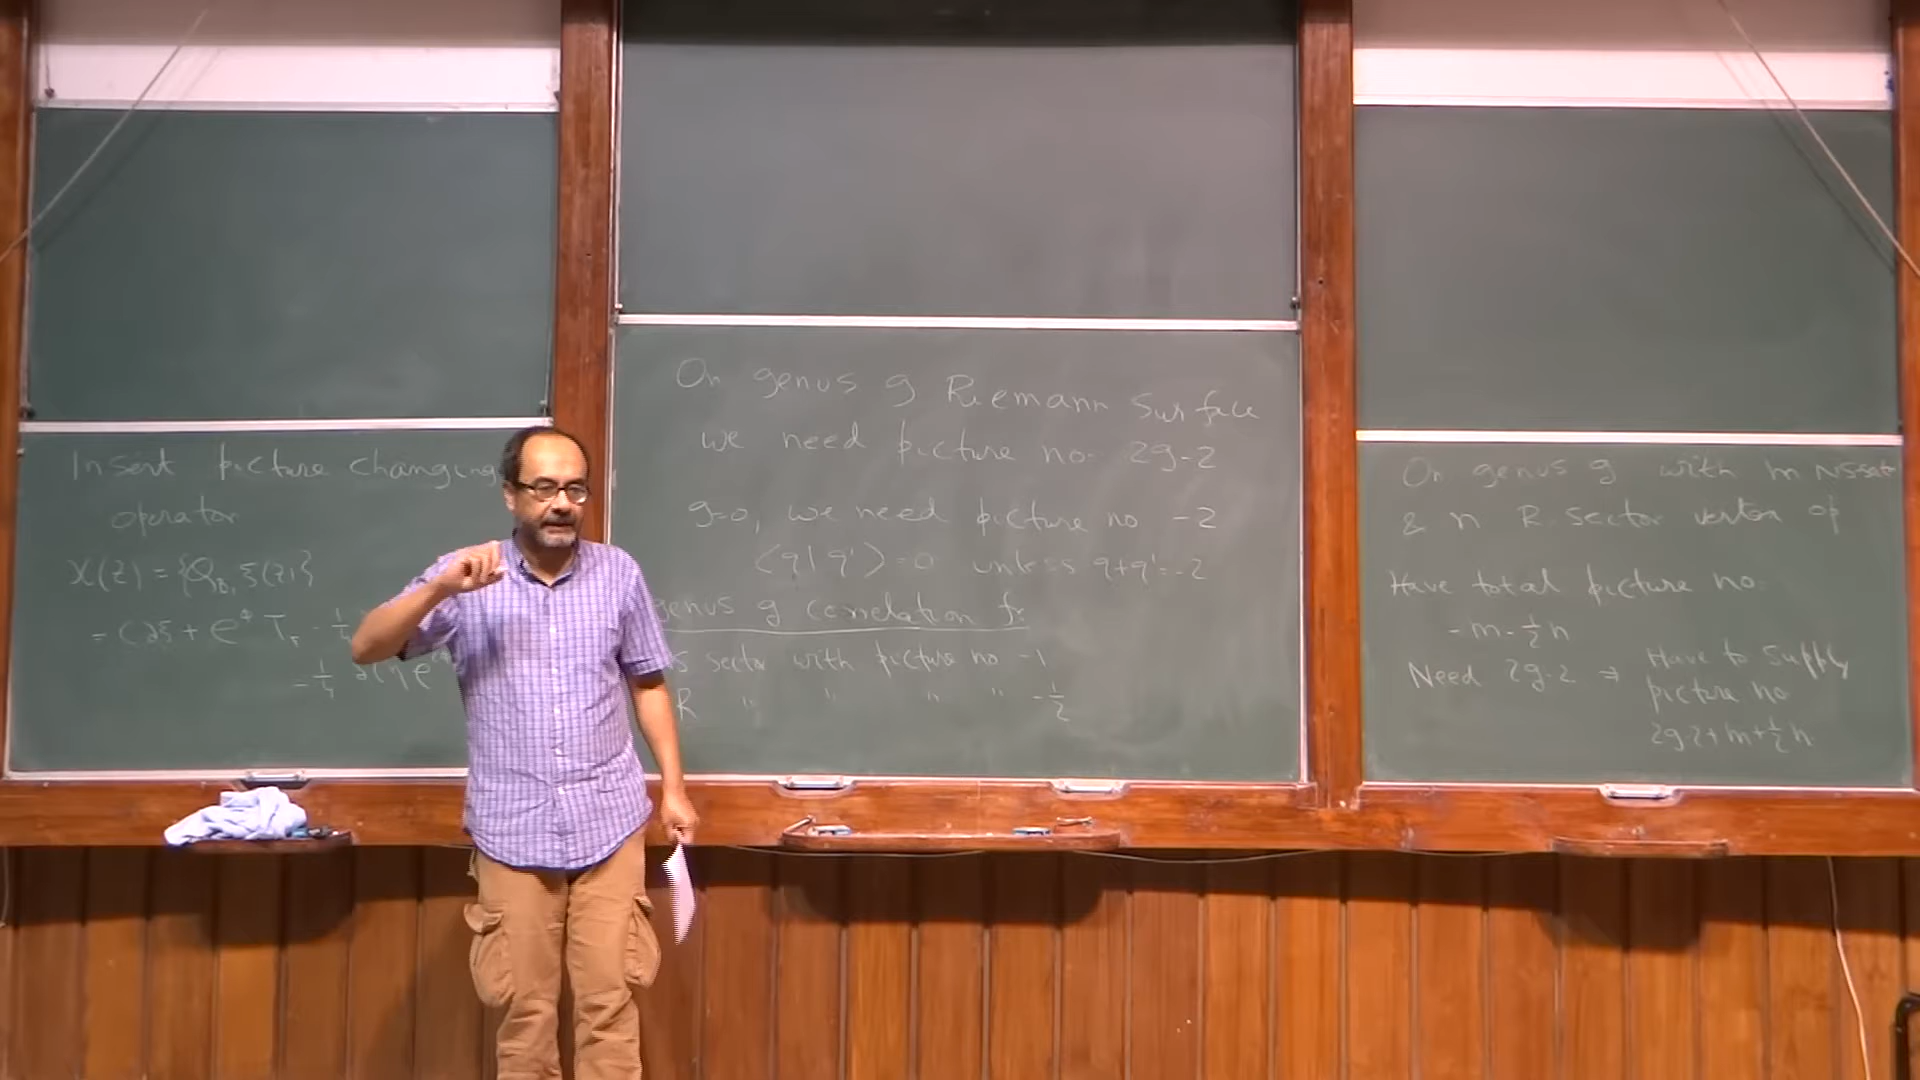 Insert picture changing
operator
X(z) = {Q_B, ξ(z)}
= C∂ξ + e^φ T_F - 1/4
= 1/4 ∂(η e^2φ
On genus g Riemann Surface
we need picture no. 2g-2
g=0, we need picture no -2
⟨q|q'⟩=0 unless q+q'=-2
genus g correlation fn
S sector with picture no -1
R " " " " -1/2
On genus g with m NS-sect
& n R-sector vertex op
Have total picture no.
-m-1/2 n
Need 2g-2 ⇒ Have to supply
picture no
2g-2+m+1/2 n.